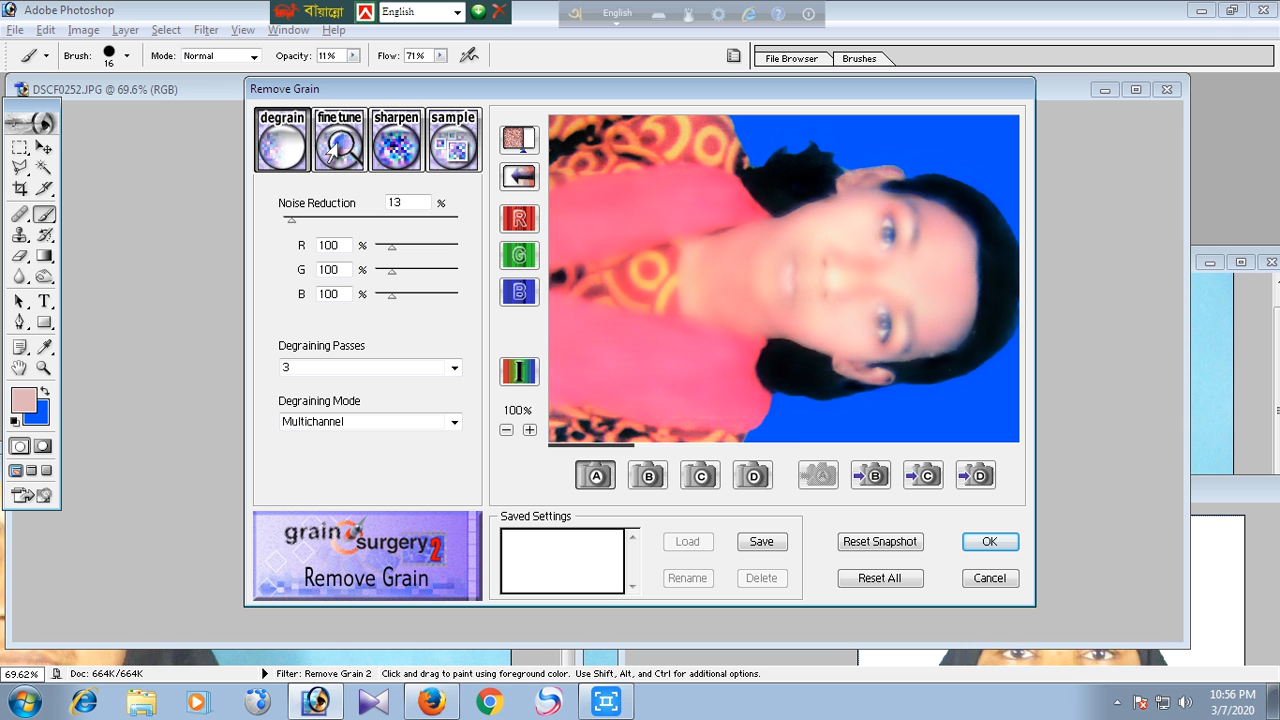 Adobe Photoshop
বায়ান্নো
English
অ English
File Edit Image Layer Select Filter View Window Help
Brush: 16 Mode: Normal Opacity: 11% Flow: 71% File Browser Brushes
DSCF0252.JPG @ 69.6% (RGB)
Remove Grain
degrain fine tune sharpen sample
Noise Reduction 13 %
R 100 %
G 100 %
B 100 %
Degraining Passes
3
Degraining Mode
Multichannel
R
G
B
I
100%
A B C D A B C D
grain surgery 2
Remove Grain
Saved Settings
Load Save
Rename Delete
Reset Snapshot OK
Reset All Cancel
69.62% Doc: 664K/664K Filter: Remove Grain 2 Click and drag to paint using foreground color. Use Shift, Alt, and Ctrl for additional options.
10:56 PM
3/7/2020